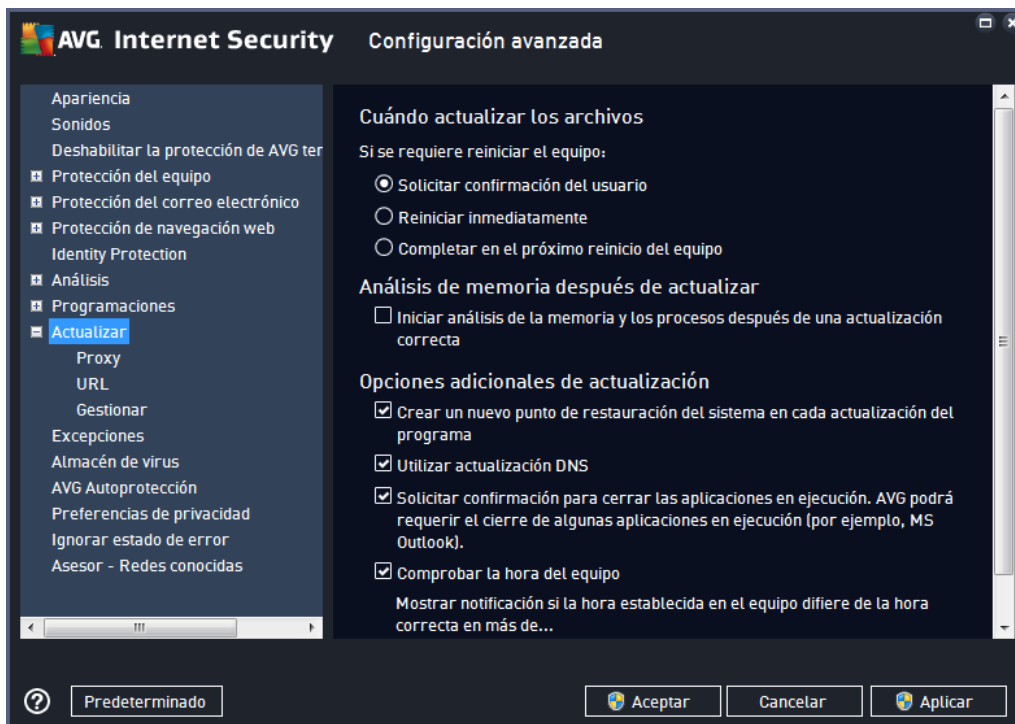 AVG. Internet Security
Configuración avanzada
Apariencia
Sonidos
Deshabilitar la protección de AVG ter
Protección del equipo
Protección del correo electrónico
Protección de navegación web
Identity Protection
Análisis
Programaciones
Actualizar
Proxy
URL
Gestionar
Excepciones
Almacén de virus
AVG Autoprotección
Preferencias de privacidad
Ignorar estado de error
Asesor - Redes conocidas
Cuándo actualizar los archivos
Si se requiere reiniciar el equipo:
Solicitar confirmación del usuario
Reiniciar inmediatamente
Completar en el próximo reinicio del equipo
Análisis de memoria después de actualizar
Iniciar análisis de la memoria y los procesos después de una actualización
correcta
Opciones adicionales de actualización
Crear un nuevo punto de restauración del sistema en cada actualización del
programa
Utilizar actualización DNS
Solicitar confirmación para cerrar las aplicaciones en ejecución. AVG podrá
requerir el cierre de algunas aplicaciones en ejecución (por ejemplo, MS
Outlook).
Comprobar la hora del equipo
Mostrar notificación si la hora establecida en el equipo difiere de la hora
correcta en más de...
? Predeterminado
Aceptar
Cancelar
Aplicar